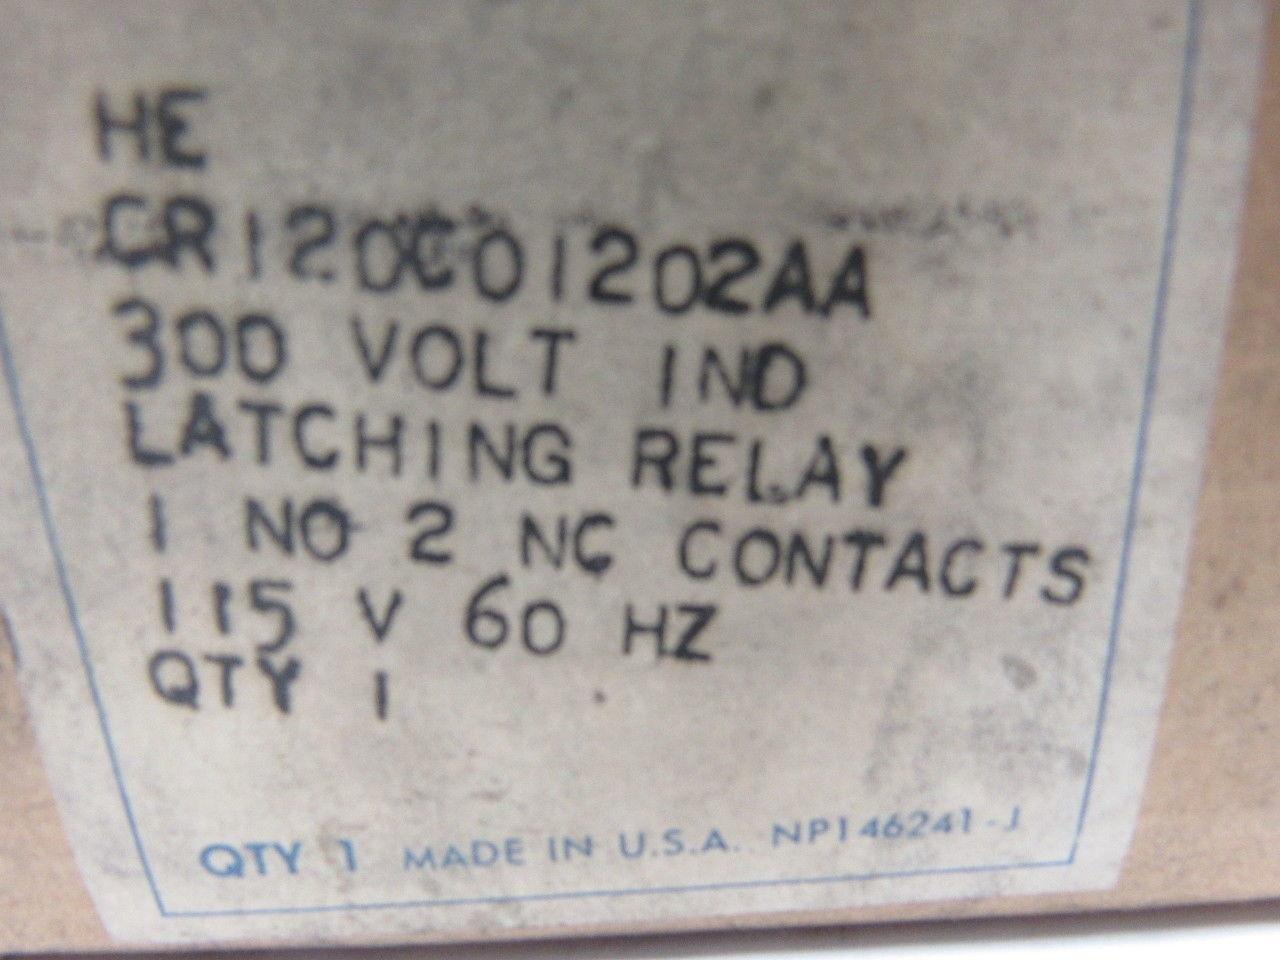 HE
CR120C01202AA
300 VOLT IND
LATCHING RELAY
1 NO 2 NC CONTACTS
115 V 60 HZ
QTY 1
QTY 1 MADE IN U.S.A. NP146241-J